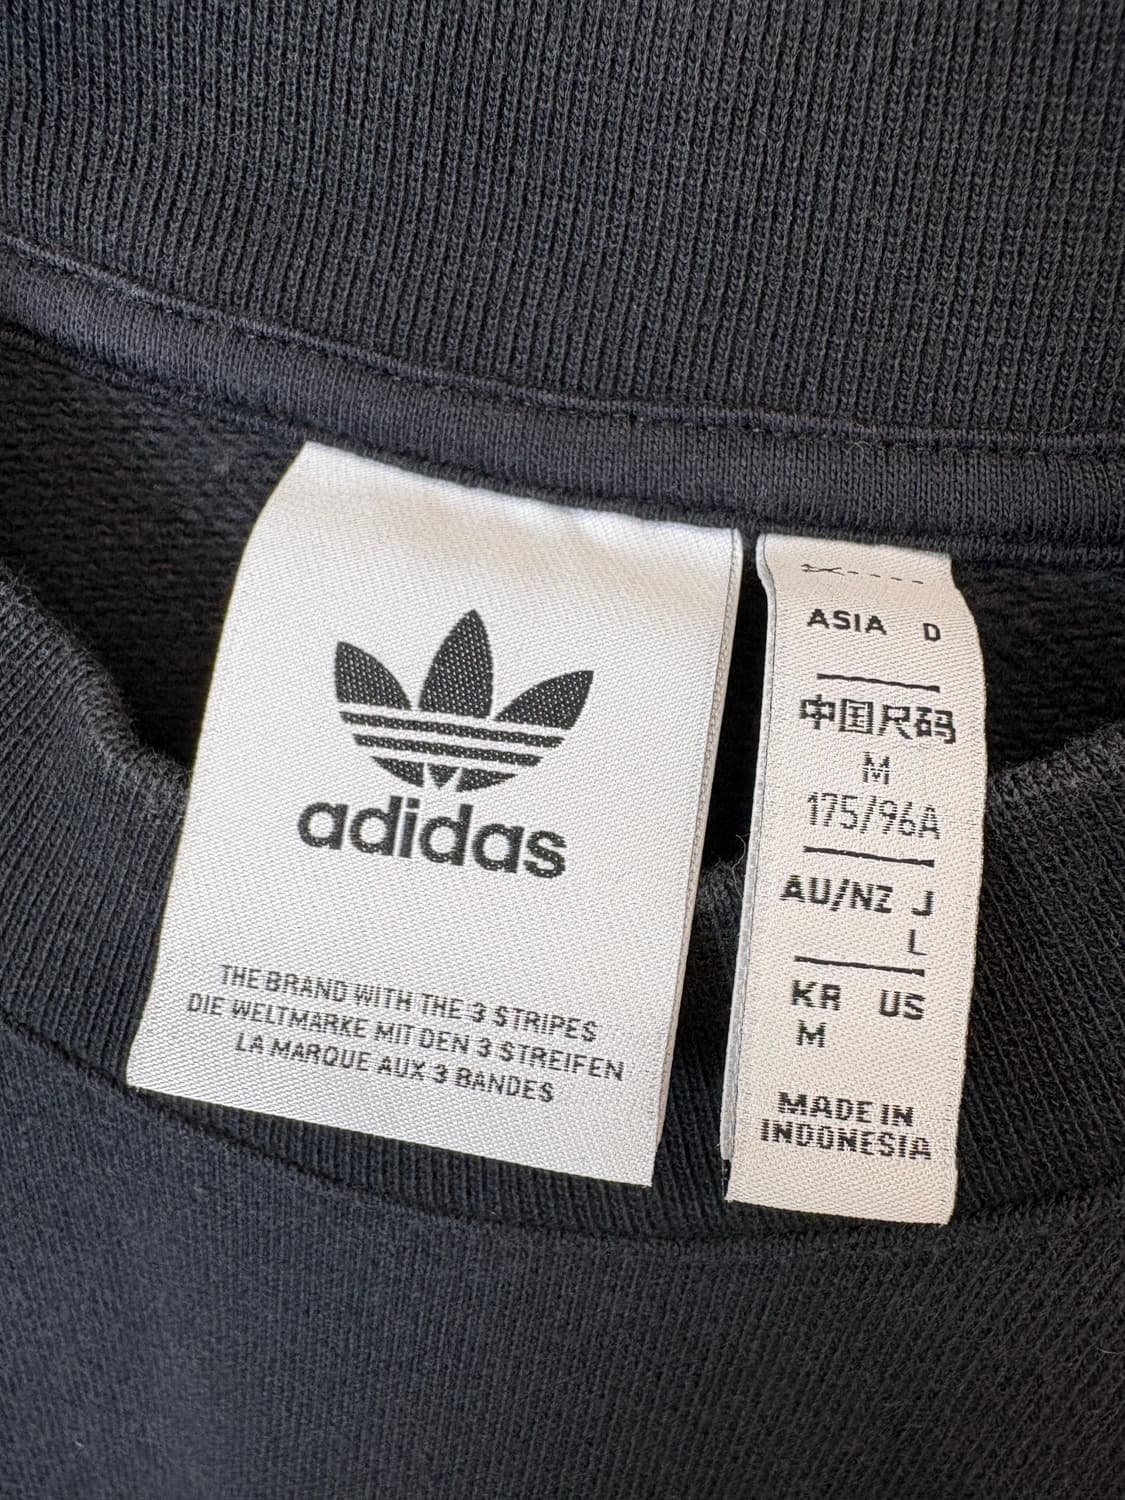 adidas
THE BRAND WITH THE 3 STRIPES
DIE WELTMARKE MIT DEN 3 STREIFEN
LA MARQUE AUX 3 BANDES
ASIA D
中国尺码
M
175/96A
AU/NZ J
L
KR US
M
MADE IN
INDONESIA